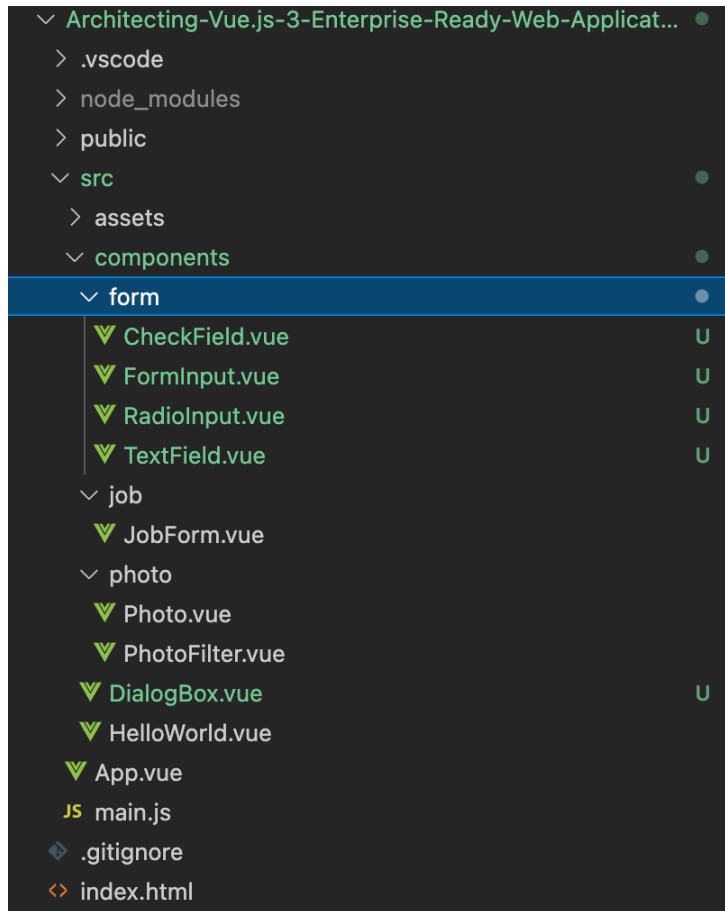 Architecting-Vue.js-3-Enterprise-Ready-Web-Applicat...
.vscode
node_modules
public
src
assets
components
form
CheckField.vue U
FormInput.vue U
RadioInput.vue U
TextField.vue U
job
JobForm.vue
photo
Photo.vue
PhotoFilter.vue
DialogBox.vue U
HelloWorld.vue
App.vue
JS main.js
.gitignore
index.html